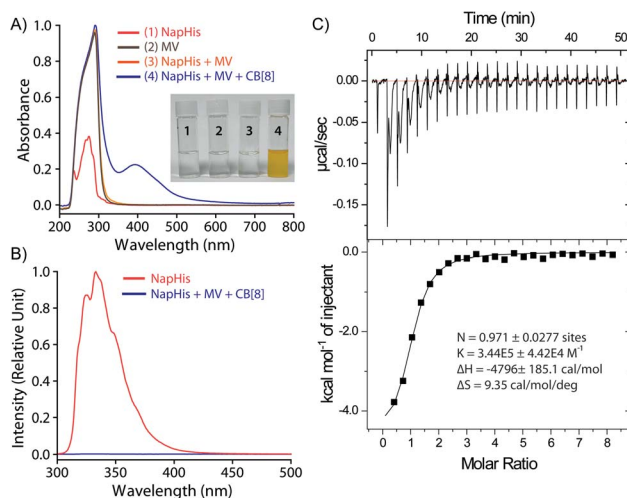 A)
(1) NapHis
(2) MV
(3) NapHis + MV
(4) NapHis + MV + CB[8]
1 2 3 4
Absorbance
1.0
0.8
0.6
0.4
0.2
0.0
200 300 400 500 600 700 800
Wavelength (nm)
B)
NapHis
NapHis + MV + CB[8]
Intensity (Relative Unit)
1.0
0.8
0.6
0.4
0.2
0.0
300 350 400 450 500
Wavelength (nm)
C)
Time (min)
0 10 20 30 40 50
0.00
-0.05
-0.10
-0.15
µcal/sec
0.0
-2.0
-4.0
kcal mol⁻¹ of injectant
N = 0.971 ± 0.0277 sites
K = 3.44E5 ± 4.42E4 M⁻¹
ΔH = -4796± 185.1 cal/mol
ΔS = 9.35 cal/mol/deg
0 1 2 3 4 5 6 7 8
Molar Ratio